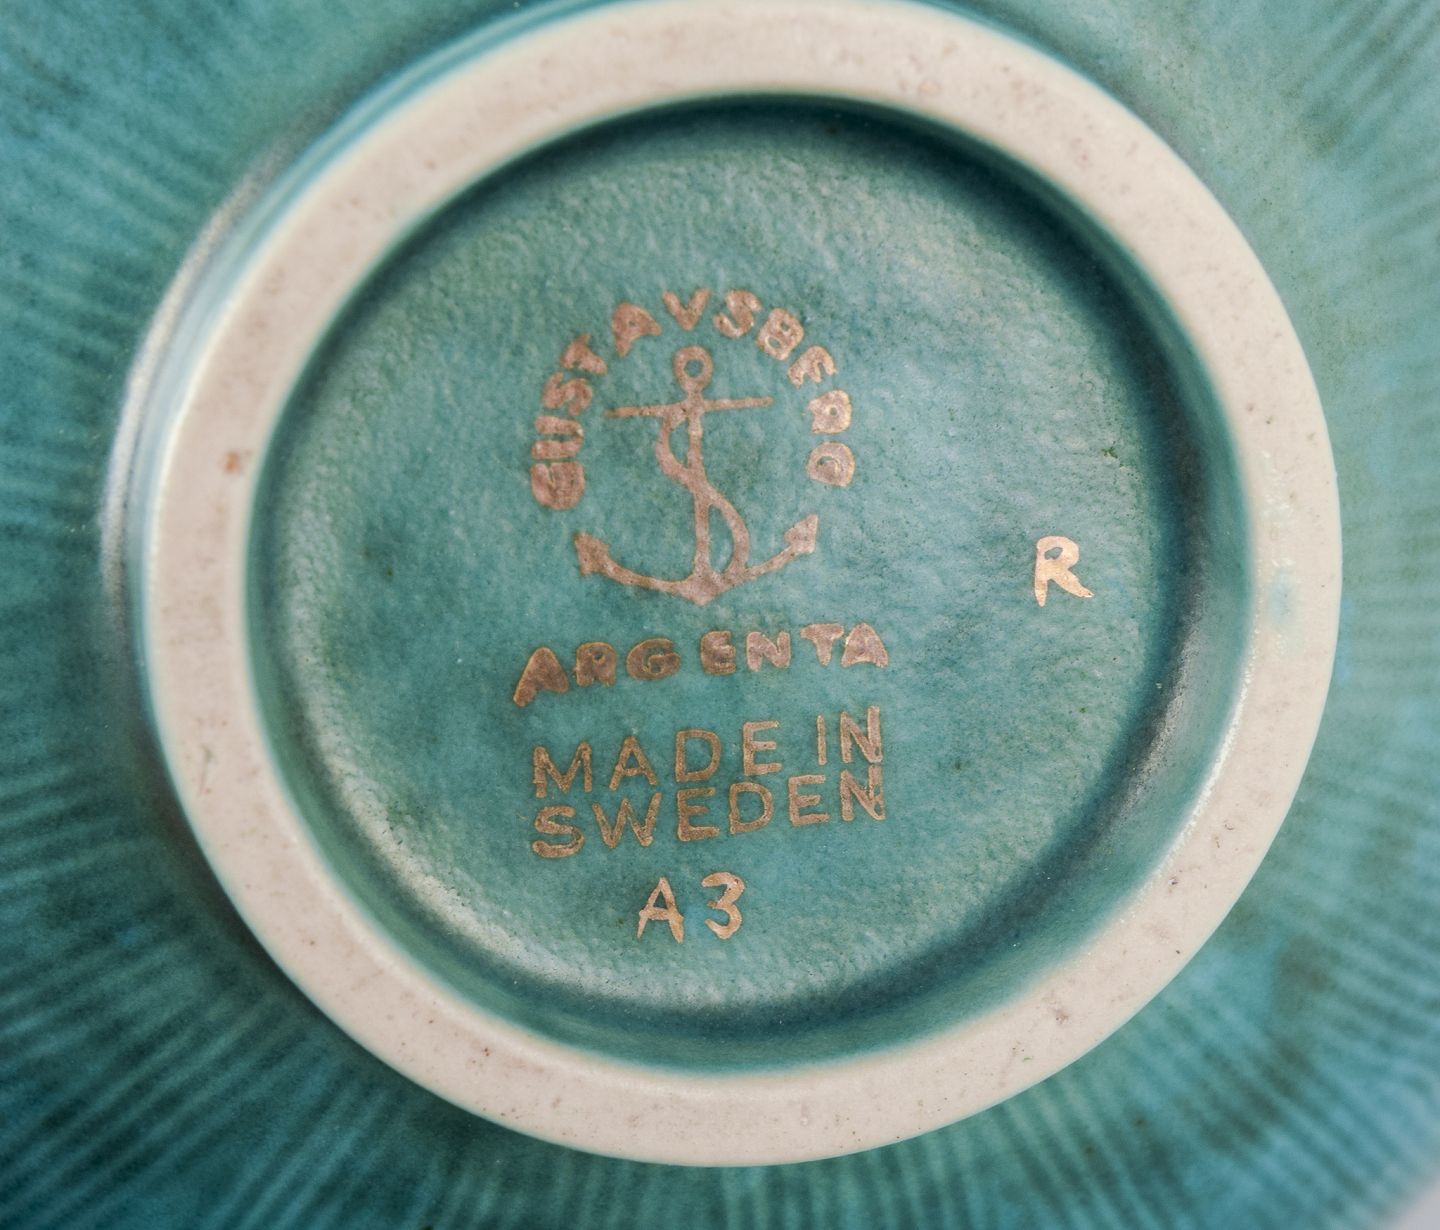 GUSTAVSBERG
R
ARGENTA
MADE IN
SWEDEN
A3